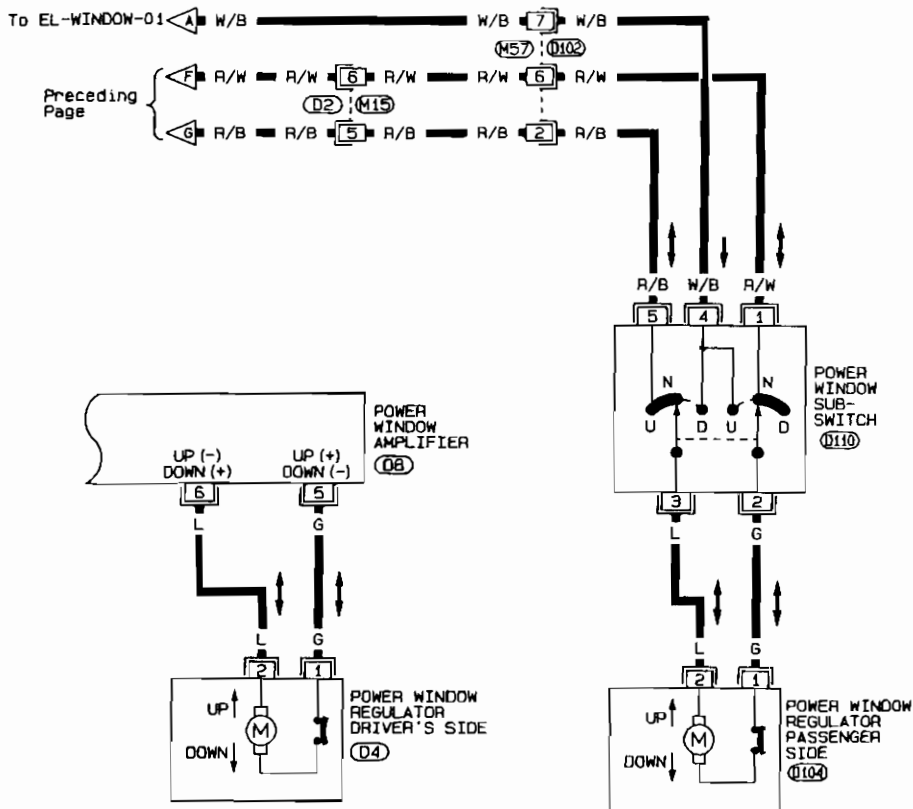 To EL-WINDOW-01 A W/B W/B 7 W/B
M57 D102
Preceding
Page
F R/W R/W 6 R/W R/W 6 R/W
D2 M15
G R/B R/B 5 R/B R/B 2 R/B
R/B W/B R/W
5 4 1
N N
U D U D
POWER
WINDOW
SUB-
SWITCH
D110
3 2
L G
L G
2 1
UP
M
DOWN
POWER WINDOW
REGULATOR
PASSENGER
SIDE
D104
POWER
WINDOW
AMPLIFIER
D8
UP (-) UP (+)
DOWN (+) DOWN (-)
6 5
L G
L G
2 1
UP
M
DOWN
POWER WINDOW
REGULATOR
DRIVER'S SIDE
D4